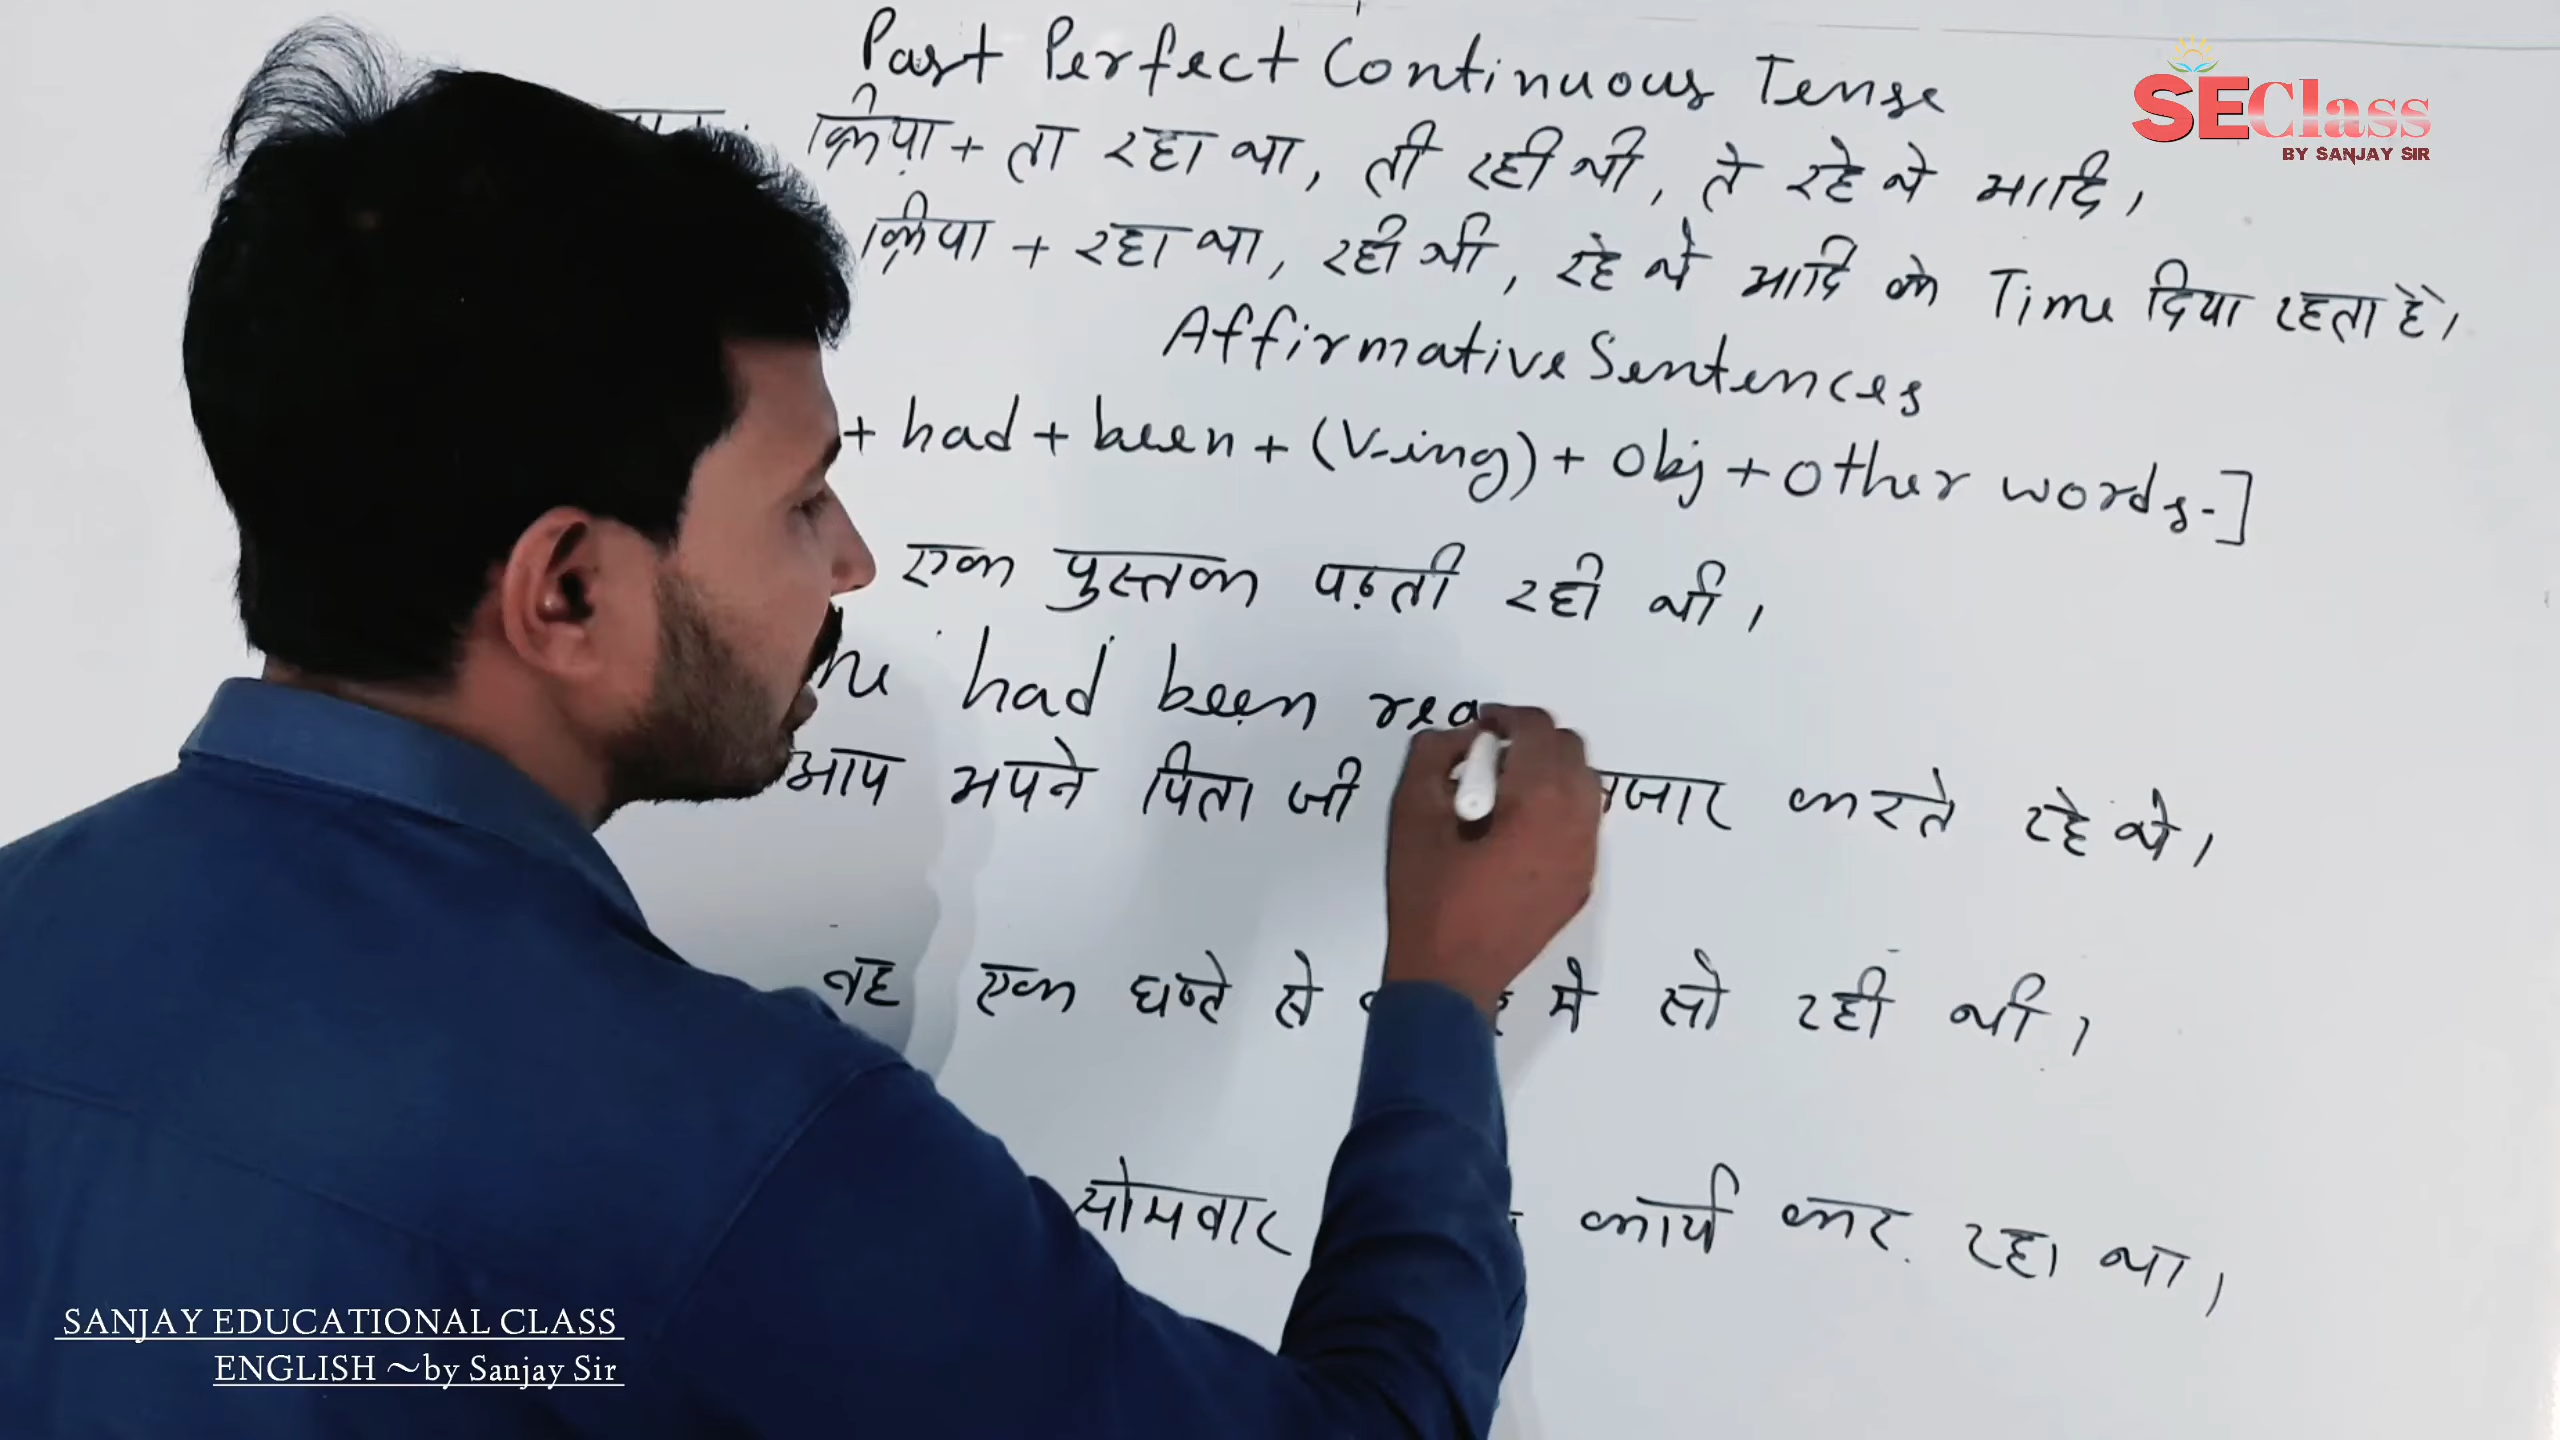 Past Perfect Continuous Tense
SEClass
BY SANJAY SIR
क्रिया + ता रहा था, ती रही थी, ते रहे थे आदि।
क्रिया + रहा था, रही थी, रहे थे आदि के Time दिया रहता है।
Affirmative Sentences
+ had + been + (V-ing) + Obj + Other words-]
एक पुस्तक पढ़ती रही थी।
had been rea
आप अपने पिता जी करते रहे थे।
वह एक घण्टे से में सो रही थी।
सोमवार कार्य कर रहा था।
SANJAY EDUCATIONAL CLASS
ENGLISH ~by Sanjay Sir